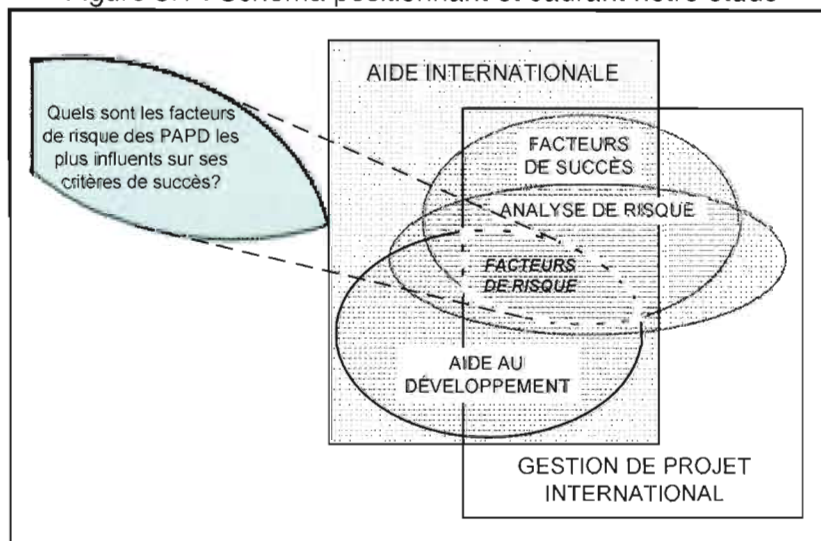 Quels sont les facteurs
de risque des PAPD les
plus influents sur ses
critères de succès?
AIDE INTERNATIONALE
FACTEURS
DE SUCCÈS
ANALYSE DE RISQUE
FACTEURS
DE RISQUE
AIDE AU
DÉVELOPPEMENT
GESTION DE PROJET
INTERNATIONAL